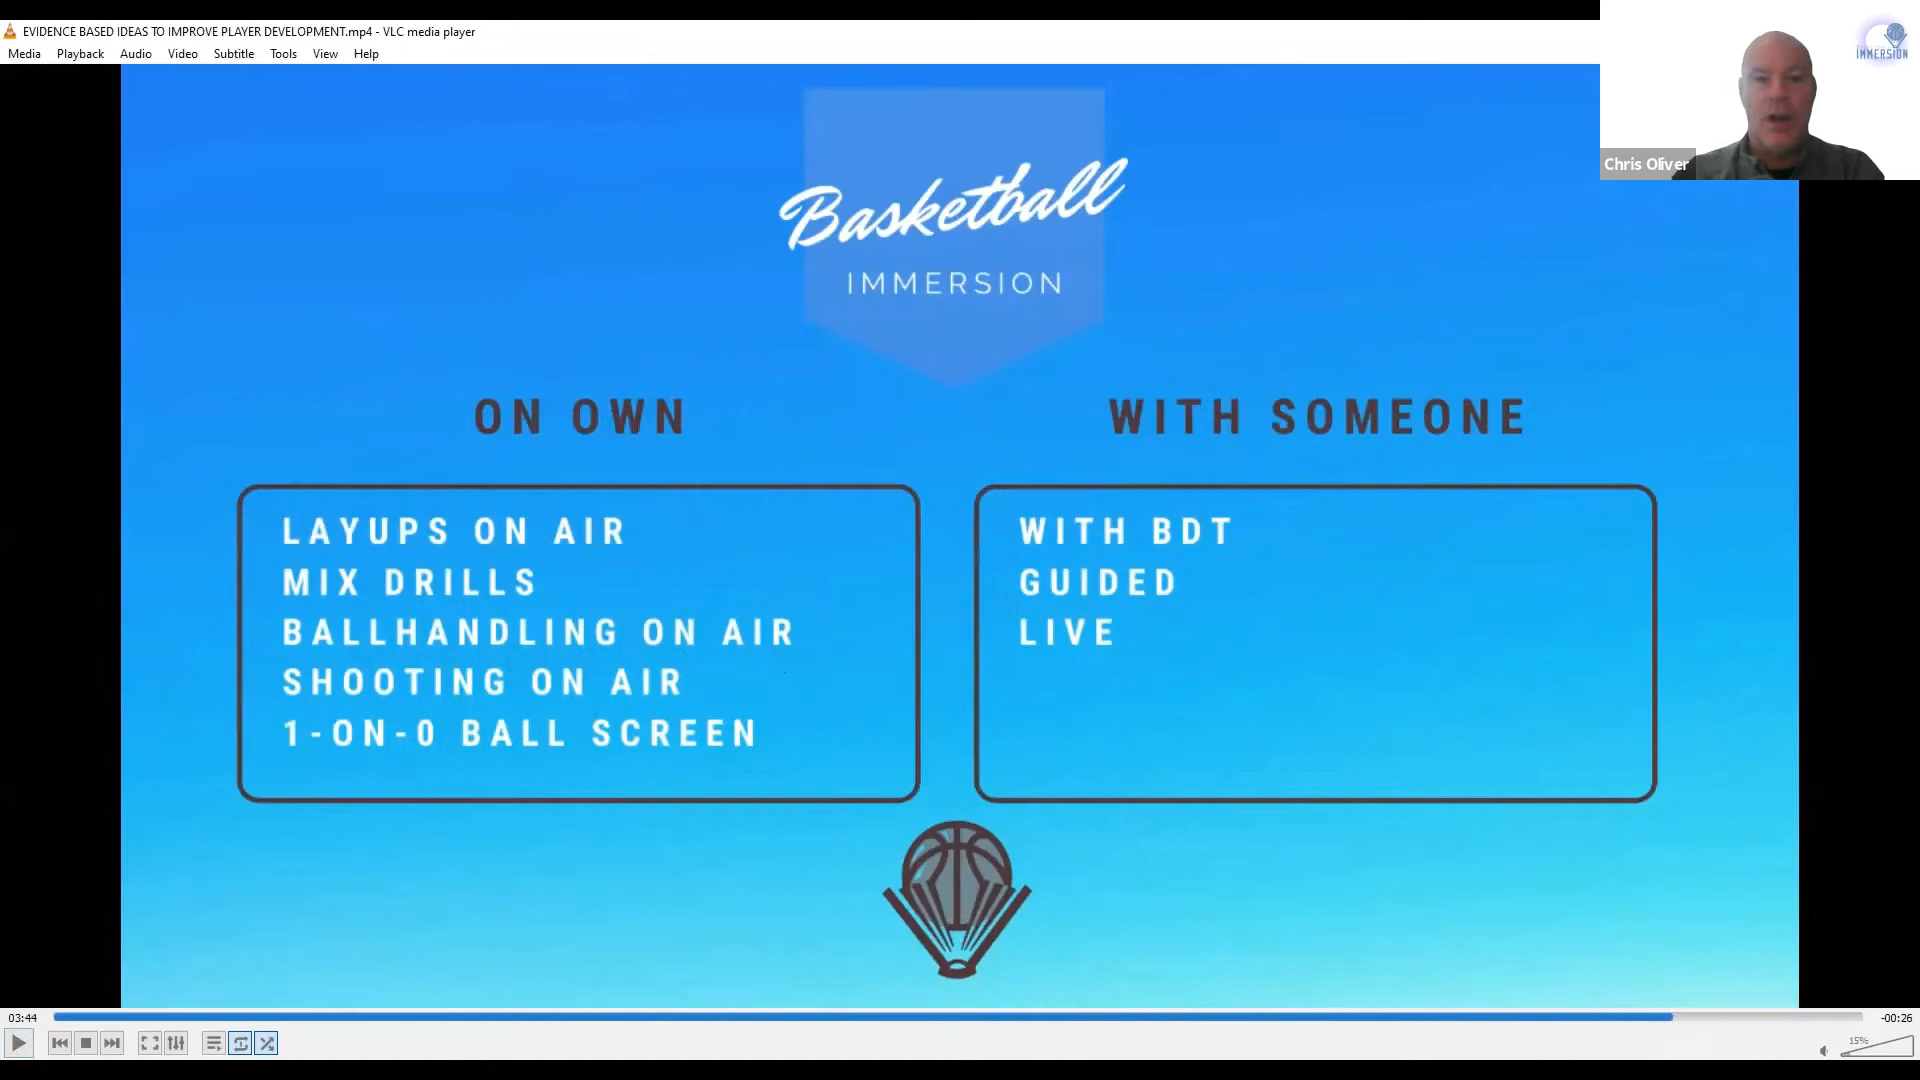 EVIDENCE BASED IDEAS TO IMPROVE PLAYER DEVELOPMENT.mp4 - VLC media player
Media Playback Audio Video Subtitle Tools View Help
IMMERSION
Chris Oliver
Basketball
IMMERSION
ON OWN
LAYUPS ON AIR
MIX DRILLS
BALLHANDLING ON AIR
SHOOTING ON AIR
1-ON-0 BALL SCREEN
WITH SOMEONE
WITH BDT
GUIDED
LIVE
03:44
-00:26
15%